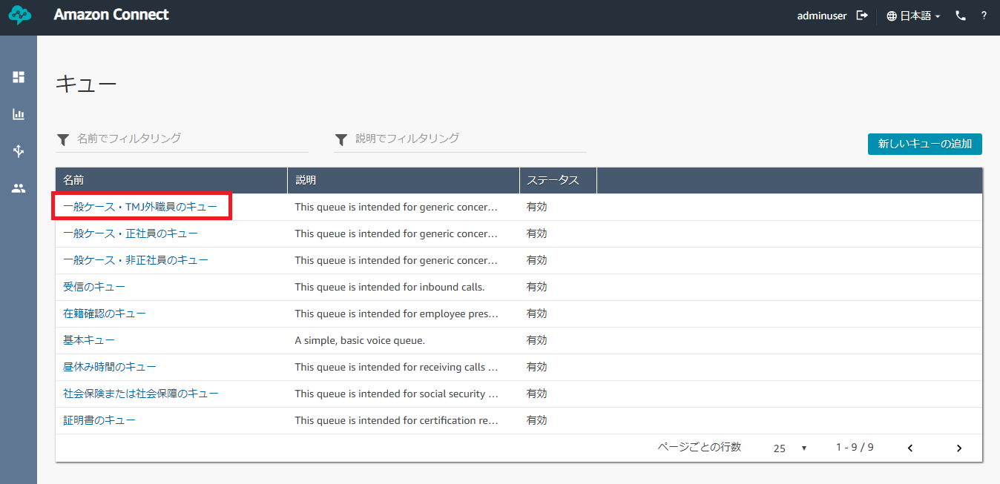 Amazon Connect
adminuser 日本語 ?
キュー
名前でフィルタリング 説明でフィルタリング 新しいキューの追加
名前 説明 ステータス
一般ケース・TMJ外職員のキュー This queue is intended for generic concer... 有効
一般ケース・正社員のキュー This queue is intended for generic concer... 有効
一般ケース・非正社員のキュー This queue is intended for generic concer... 有効
受信のキュー This queue is intended for inbound calls. 有効
在籍確認のキュー This queue is intended for employee pres... 有効
基本キュー A simple, basic voice queue. 有効
昼休み時間のキュー This queue is intended for receiving calls ... 有効
社会保険または社会保障のキュー This queue is intended for social security ... 有効
証明書のキュー This queue is intended for certification re... 有効
ページごとの行数 25 1 - 9 / 9